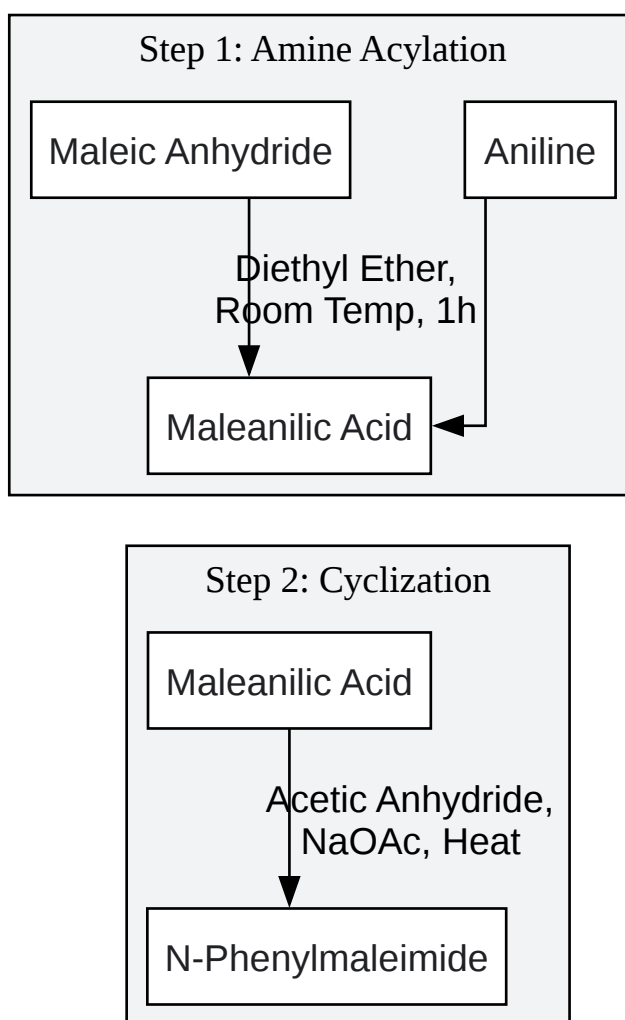 Step 1: Amine Acylation
Maleic Anhydride
Aniline
Diethyl Ether,
Room Temp, 1h
Maleanilic Acid
Step 2: Cyclization
Maleanilic Acid
Acetic Anhydride,
NaOAc, Heat
N-Phenylmaleimide